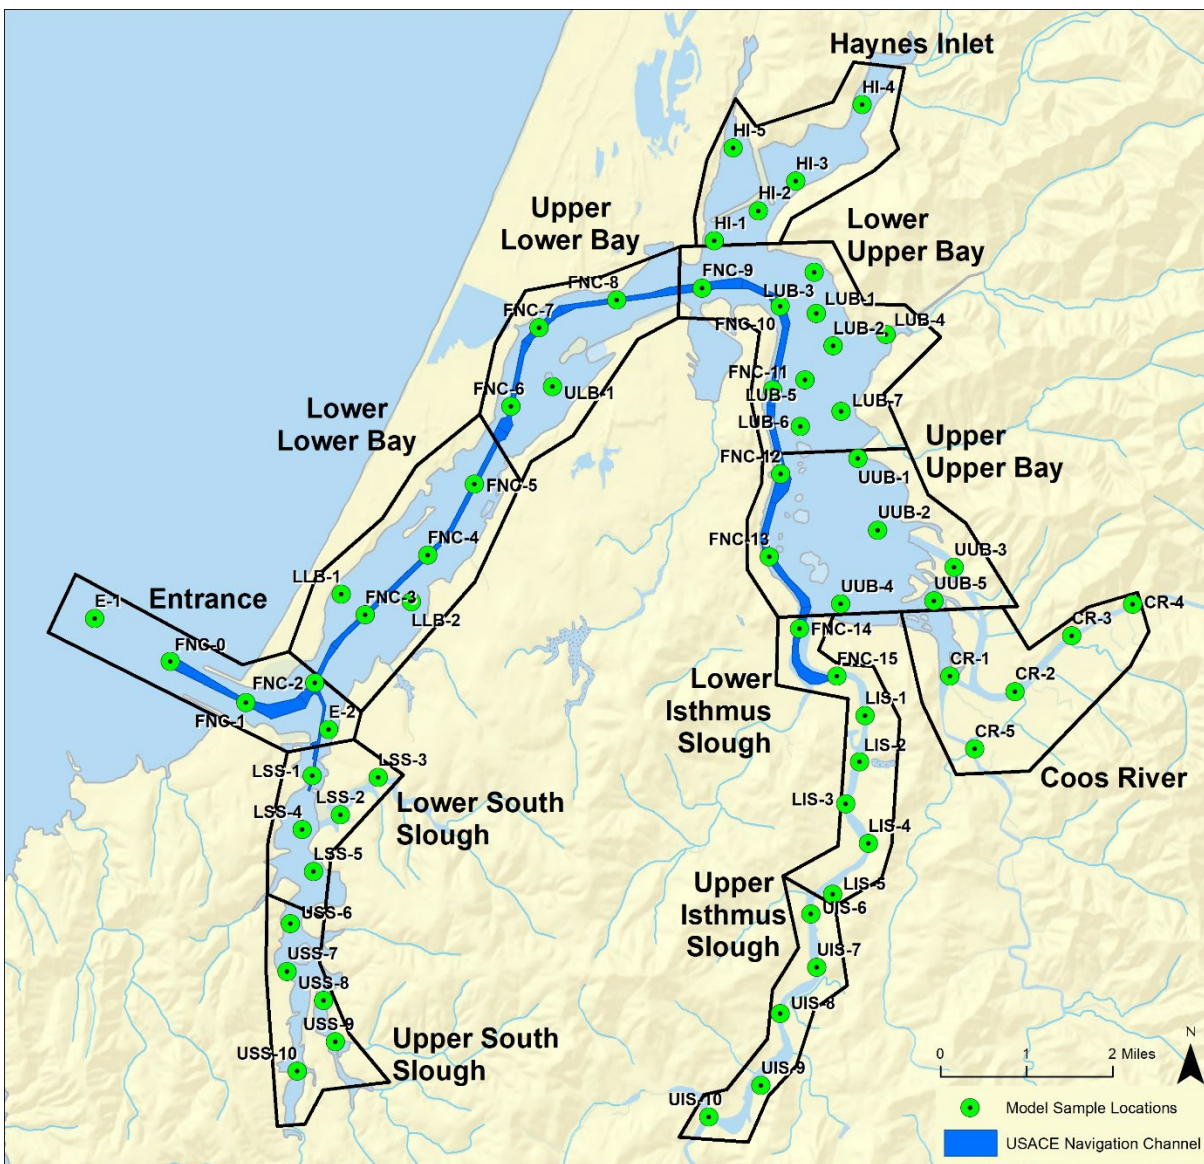 Haynes Inlet
HI-4
HI-5
HI-3
HI-2
HI-1
Upper
Lower Bay
Lower
Upper Bay
FNC-9
FNC-8
LUB-3
LUB-1
FNC-7
FNC-10
LUB-4
LUB-2
FNC-11
ULB-1
LUB-5
FNC-6
LUB-7
Lower
Lower Bay
LUB-6
Upper
Upper Bay
FNC-12
UUB-1
FNC-5
UUB-2
FNC-4
FNC-13
UUB-3
LLB-1
E-1
Entrance
FNC-3
LLB-2
UUB-4
UUB-5
CR-4
CR-3
FNC-0
FNC-14
FNC-15
CR-1
FNC-2
CR-2
FNC-1
Lower
Isthmus
Slough
LIS-1
E-2
LIS-2
CR-5
Coos River
LSS-1
LSS-3
LIS-3
LSS-2
LSS-4
Lower South
Slough
LIS-4
LSS-5
Upper
Isthmus
Slough
LIS-5
UIS-6
USS-6
UIS-7
USS-7
USS-8
UIS-8
USS-9
Upper South
Slough
USS-10
UIS-9
UIS-10
N
0 1 2 Miles
Model Sample Locations
USACE Navigation Channel